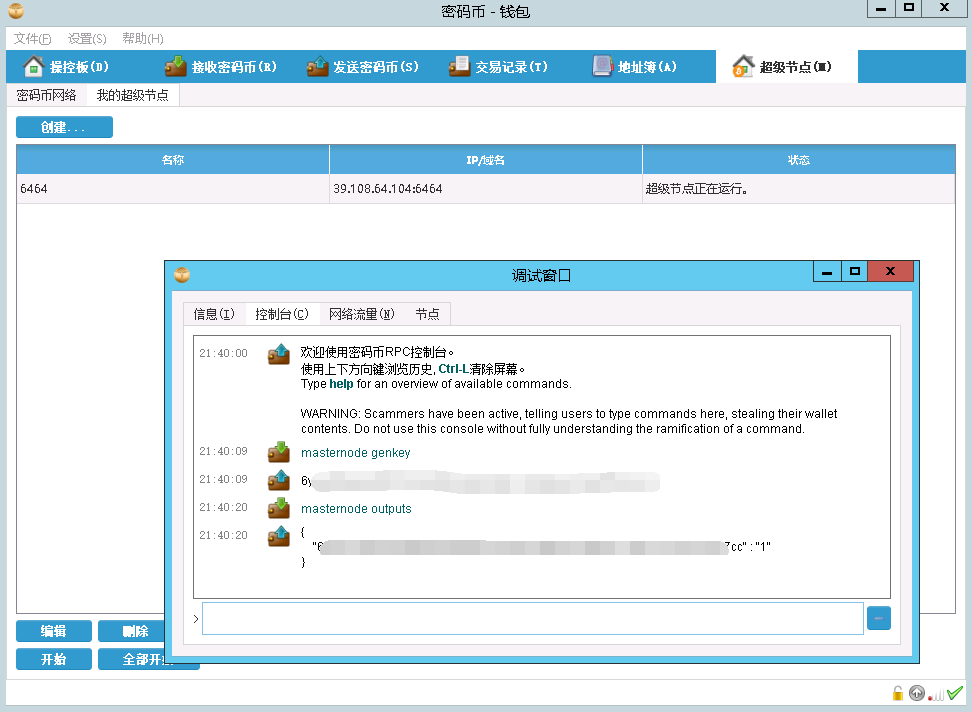 密码币 - 钱包
文件(F) 设置(S) 帮助(H)
操控板(D) 接收密码币(R) 发送密码币(S) 交易记录(T) 地址簿(A) 超级节点(M)
密码币网络 我的超级节点
创建...
名称 IP/域名 状态
6464 39.108.64.104:6464 超级节点正在运行。
调试窗口
信息(I) 控制台(C) 网络流量(N) 节点
21:40:00 欢迎使用密码币RPC控制台。
使用上下方向键浏览历史, Ctrl-L清除屏幕。
Type help for an overview of available commands.
WARNING: Scammers have been active, telling users to type commands here, stealing their wallet
contents. Do not use this console without fully understanding the ramification of a command.
21:40:09 masternode genkey
21:40:09 6y
21:40:20 masternode outputs
21:40:20 {
"6 7cc" : "1"
}
>
编辑 删除
开始 全部开